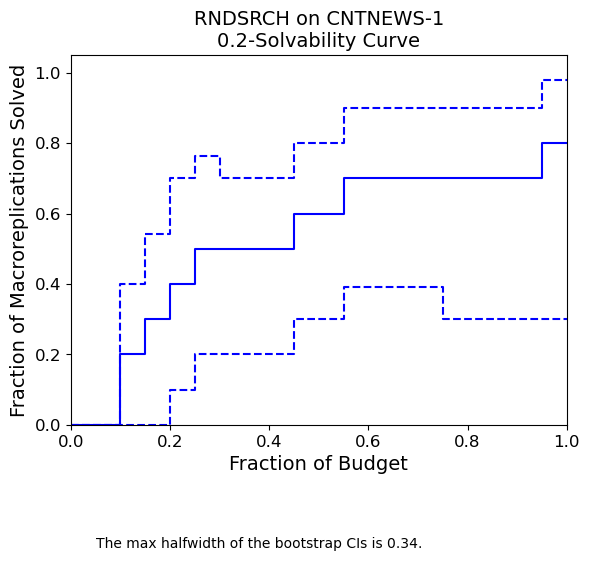 RNDSRCH on CNTNEWS-1
0.2-Solvability Curve
Fraction of Macroreplications Solved
1.0
0.8
0.6
0.4
0.2
0.0
0.0 0.2 0.4 0.6 0.8 1.0
Fraction of Budget
The max halfwidth of the bootstrap CIs is 0.34.